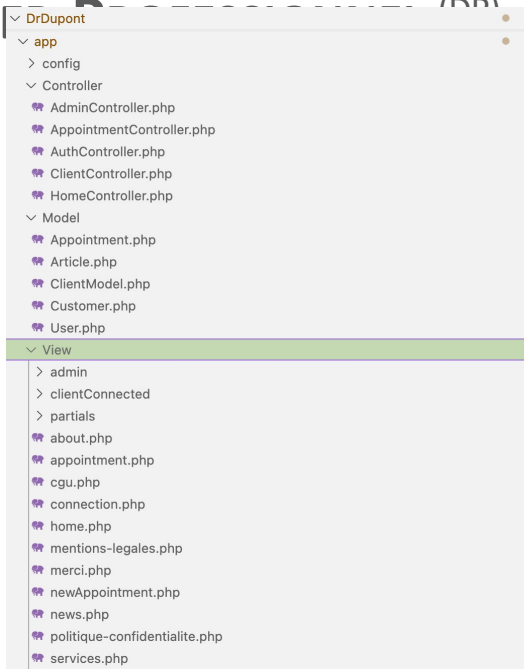 DrDupont
app
config
Controller
AdminController.php
AppointmentController.php
AuthController.php
ClientController.php
HomeController.php
Model
Appointment.php
Article.php
ClientModel.php
Customer.php
User.php
View
admin
clientConnected
partials
about.php
appointment.php
cgu.php
connection.php
home.php
mentions-legales.php
merci.php
newAppointment.php
news.php
politique-confidentialite.php
services.php